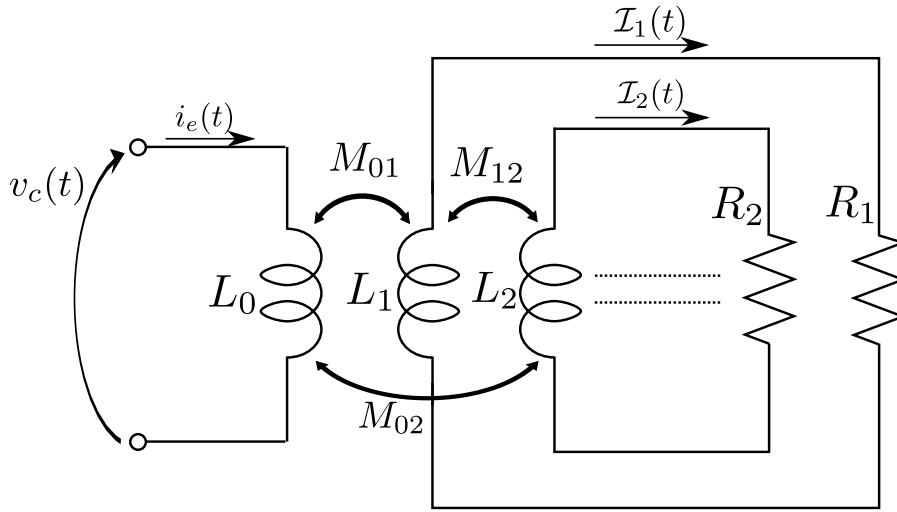 𝓘₁(t)
𝓘₂(t)
i_e(t)
M₀₁
M₁₂
v_c(t)
R₂
R₁
L₀
L₁
L₂
M₀₂